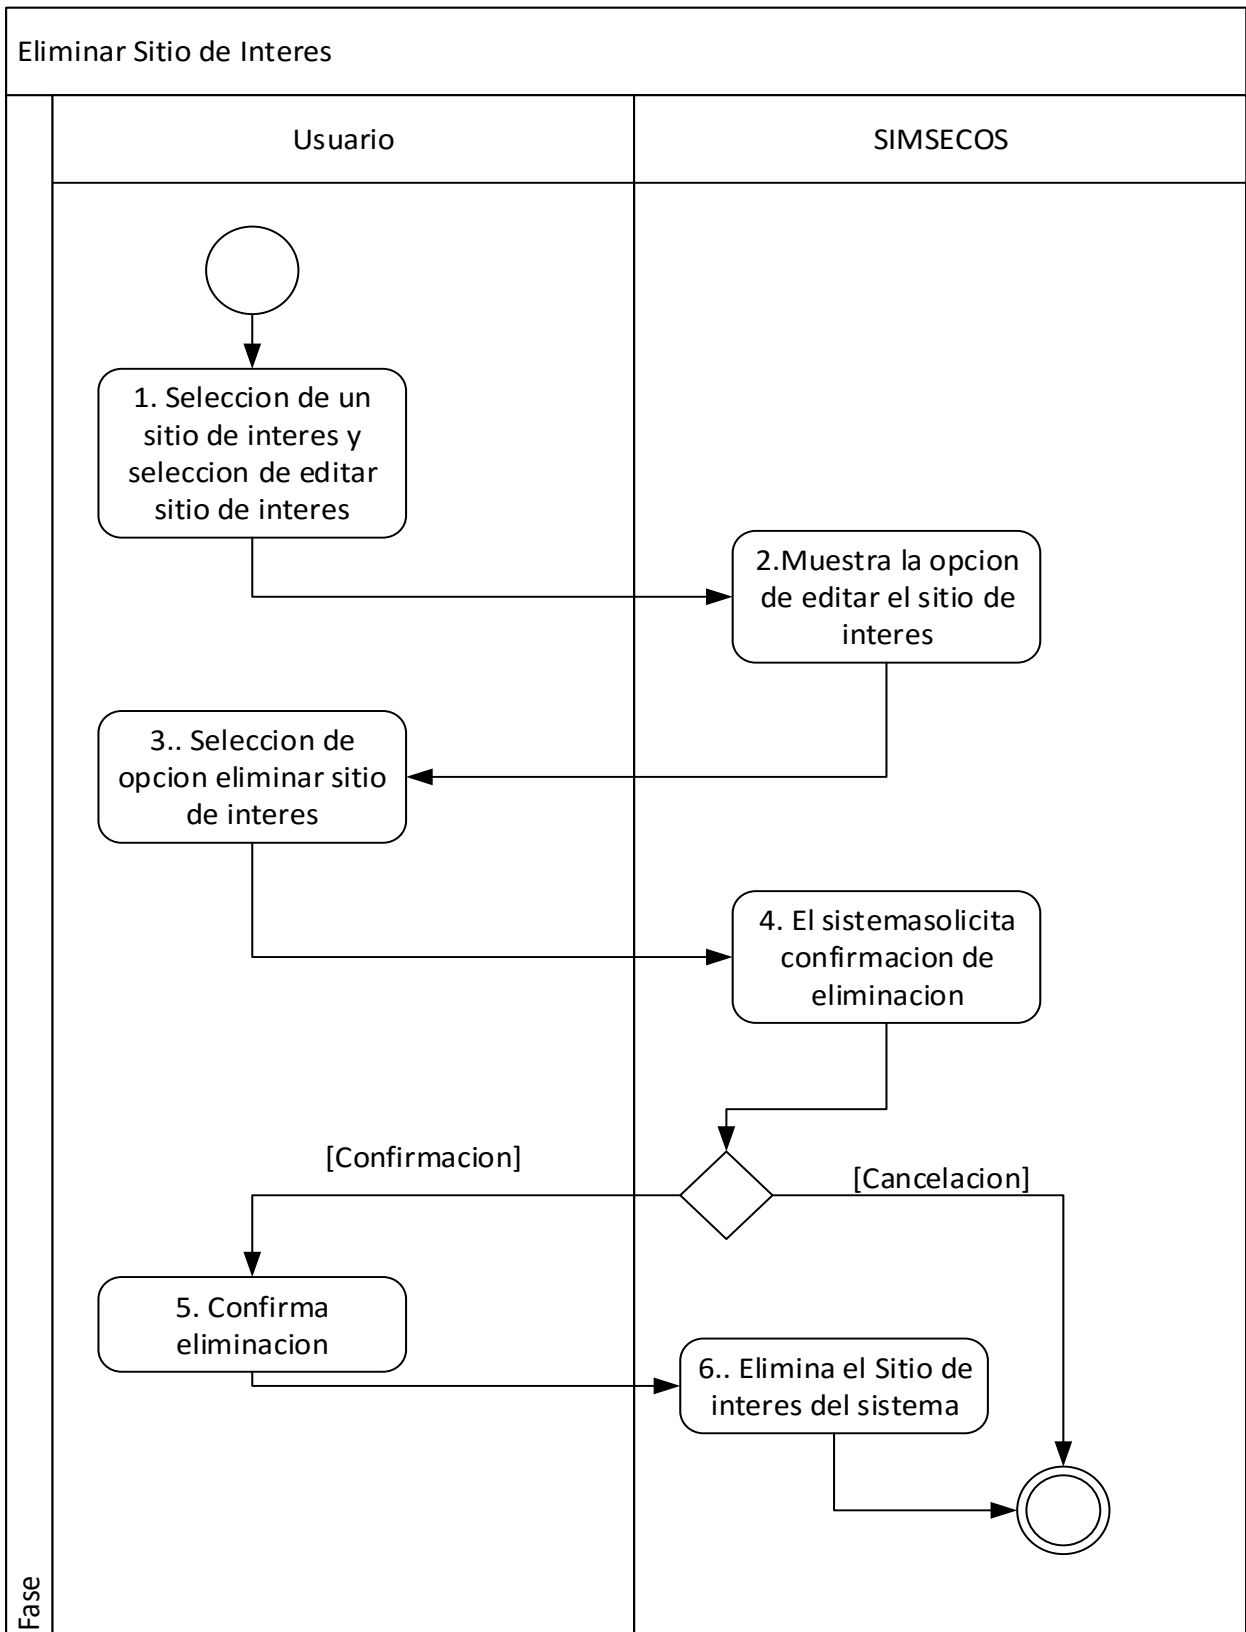 Eliminar Sitio de Interes
Usuario
SIMSECOS
1. Seleccion de un
sitio de interes y
seleccion de editar
sitio de interes
2.Muestra la opcion
de editar el sitio de
interes
3.. Seleccion de
opcion eliminar sitio
de interes
4. El sistemasolicita
confirmacion de
eliminacion
[Confirmacion]
[Cancelacion]
5. Confirma
eliminacion
6.. Elimina el Sitio de
interes del sistema
Fase